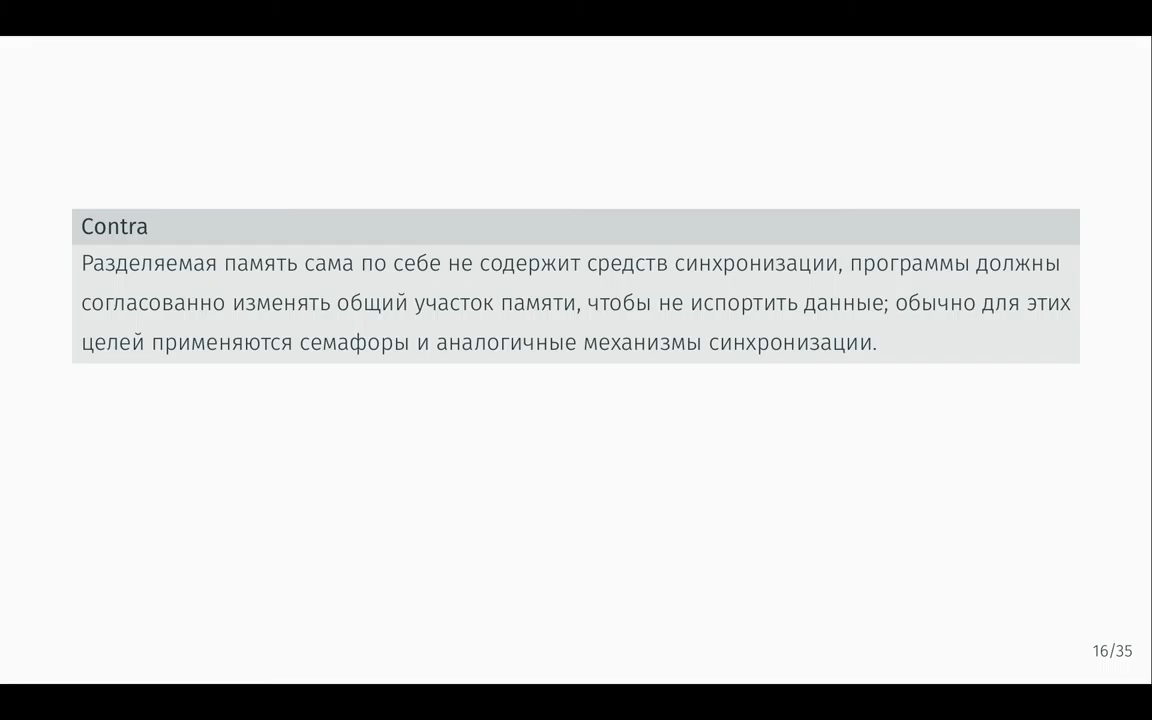 Contra
Разделяемая память сама по себе не содержит средств синхронизации, программы должны
согласованно изменять общий участок памяти, чтобы не испортить данные; обычно для этих
целей применяются семафоры и аналогичные механизмы синхронизации.
16/35